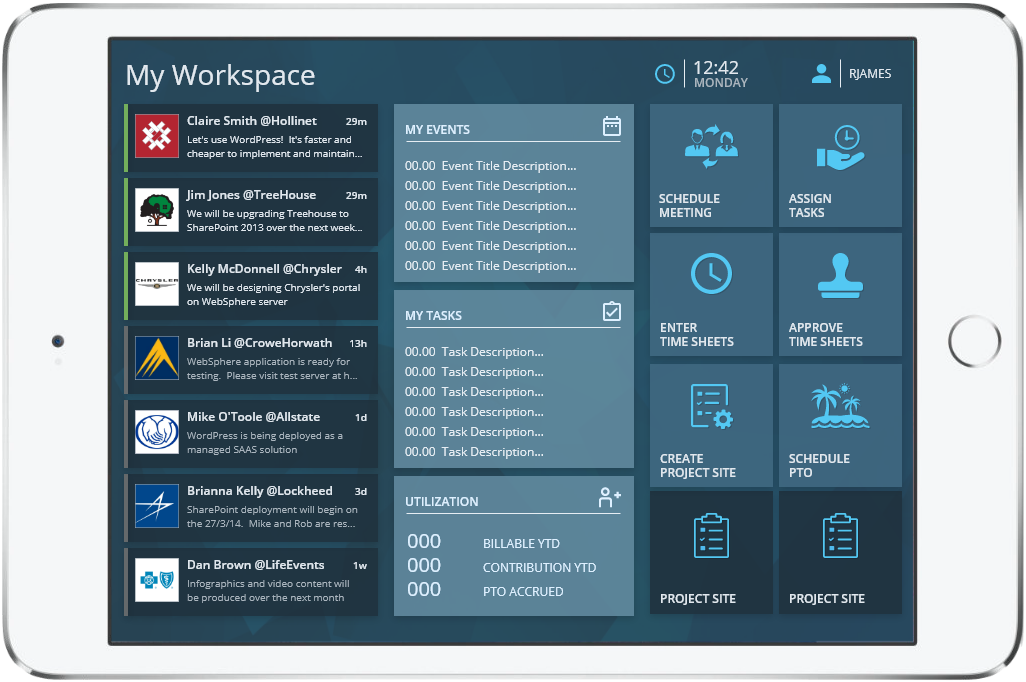 My Workspace
12:42
MONDAY
RJAMES
Claire Smith @Hollinet 29m
Let's use WordPress! It's faster and
cheaper to implement and maintain...
Jim Jones @TreeHouse 29m
We will be upgrading Treehouse to
SharePoint 2013 over the next week...
Kelly McDonnell @Chrysler 4h
We will be designing Chrysler's portal
on WebSphere server
CHRYSLER
Brian Li @CroweHorwath 13h
WebSphere application is ready for
testing. Please visit test server at h...
Mike O'Toole @Allstate 1d
WordPress is being deployed as a
managed SAAS solution
Brianna Kelly @Lockheed 3d
SharePoint deployment will begin on
the 27/3/14. Mike and Rob are res...
Dan Brown @LifeEvents 1w
Infographics and video content will
be produced over the next month
MY EVENTS
00.00 Event Title Description...
00.00 Event Title Description...
00.00 Event Title Description...
00.00 Event Title Description...
00.00 Event Title Description...
00.00 Event Title Description...
MY TASKS
00.00 Task Description...
00.00 Task Description...
00.00 Task Description...
00.00 Task Description...
00.00 Task Description...
00.00 Task Description...
UTILIZATION
000 BILLABLE YTD
000 CONTRIBUTION YTD
000 PTO ACCRUED
SCHEDULE
MEETING
ASSIGN
TASKS
ENTER
TIME SHEETS
APPROVE
TIME SHEETS
CREATE
PROJECT SITE
SCHEDULE
PTO
PROJECT SITE
PROJECT SITE